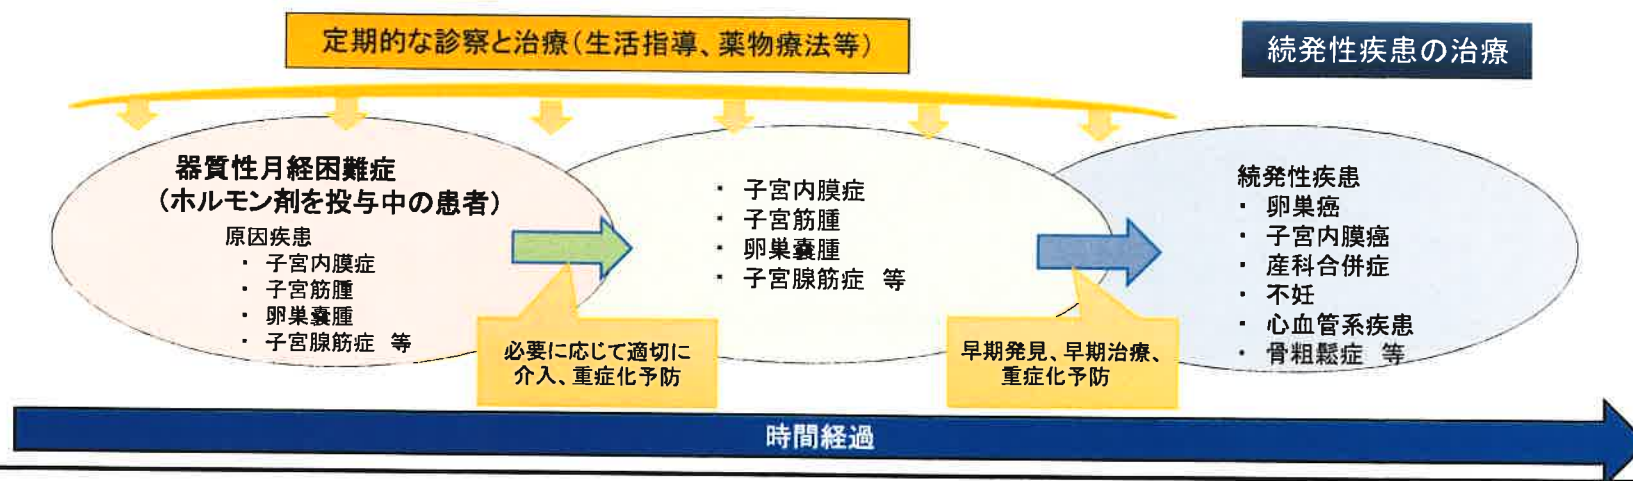 定期的な診察と治療(生活指導、薬物療法等)
続発性疾患の治療
器質性月経困難症
(ホルモン剤を投与中の患者)
原因疾患
・ 子宮内膜症
・ 子宮筋腫
・ 卵巣嚢腫
・ 子宮腺筋症 等
・ 子宮内膜症
・ 子宮筋腫
・ 卵巣嚢腫
・ 子宮腺筋症 等
続発性疾患
・ 卵巣癌
・ 子宮内膜癌
・ 産科合併症
・ 不妊
・ 心血管系疾患
・ 骨粗鬆症 等
必要に応じて適切に
介入、重症化予防
早期発見、早期治療、
重症化予防
時間経過